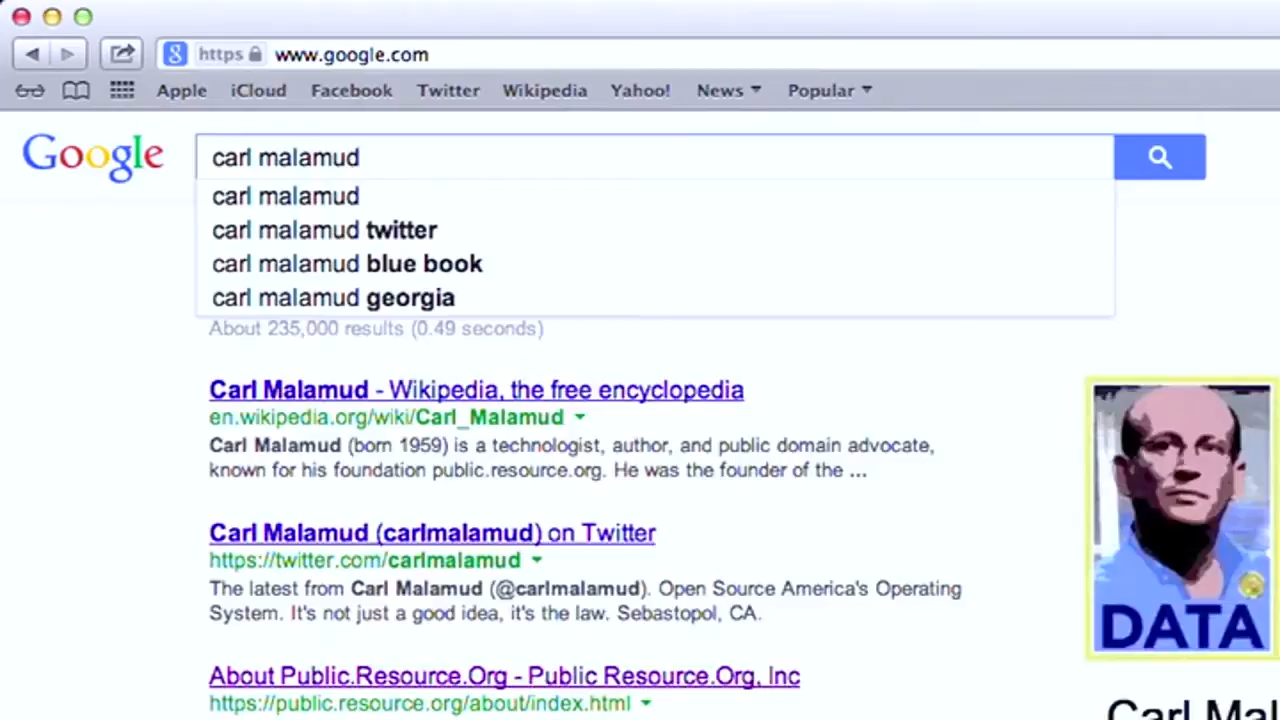 https www.google.com
Apple iCloud Facebook Twitter Wikipedia Yahoo! News Popular
Google carl malamud
carl malamud
carl malamud twitter
carl malamud blue book
carl malamud georgia
About 235,000 results (0.49 seconds)
Carl Malamud - Wikipedia, the free encyclopedia
en.wikipedia.org/wiki/Carl_Malamud
Carl Malamud (born 1959) is a technologist, author, and public domain advocate,
known for his foundation public.resource.org. He was the founder of the ...
Carl Malamud (carlmalamud) on Twitter
https://twitter.com/carlmalamud
The latest from Carl Malamud (@carlmalamud). Open Source America's Operating
System. It's not just a good idea, it's the law. Sebastopol, CA.
DATA
About Public.Resource.Org - Public Resource.Org, Inc
https://public.resource.org/about/index.html
Carl